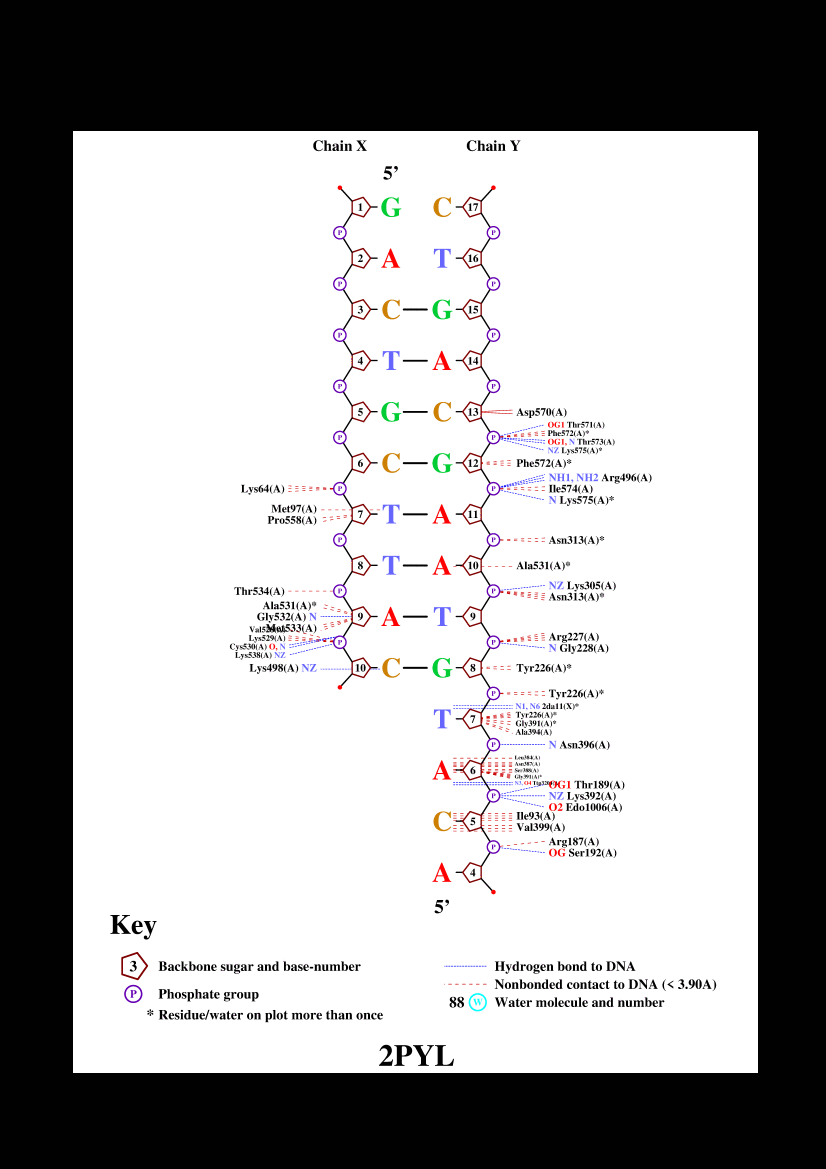 Chain X Chain Y
5’
1 G C 17
P P
2 A T 16
P P
3 C G 15
P P
4 T A 14
P P
5 G C 13 Asp570(A)
OG1 Thr571(A)
Phe572(A)*
P P
OG1, N Thr573(A)
NZ Lys575(A)*
6 C G 12 Phe572(A)*
NH1, NH2 Arg496(A)
Lys64(A) P P Ile574(A)
N Lys575(A)*
Met97(A)
7 T A 11
Pro558(A)
P P Asn313(A)*
8 T A 10 Ala531(A)*
NZ Lys305(A)
Thr534(A) P P
Asn313(A)*
Ala531(A)*
Gly532(A) N 9 A T 9
Met533(A)
Lys529(A)
Arg227(A)
P P
Cys530(A) O, N
N Gly228(A)
Lys538(A) NZ
Lys498(A) NZ 10 C G 8 Tyr226(A)*
P Tyr226(A)*
N1, N6 2da11(X)*
T 7 Tyr226(A)*
Gly391(A)*
Ala394(A)
P N Asn396(A)
Leu384(A)
Asn387(A)
A 6 Ser388(A)
Gly391(A)*
OG1 Thr189(A)
P NZ Lys392(A)
O2 Edo1006(A)
Ile93(A)
C 5
Val399(A)
Arg187(A)
P
OG Ser192(A)
A 4
5’
Key
3 Backbone sugar and base-number
P Phosphate group
* Residue/water on plot more than once
Hydrogen bond to DNA
Nonbonded contact to DNA (< 3.90A)
88 W Water molecule and number
2PYL